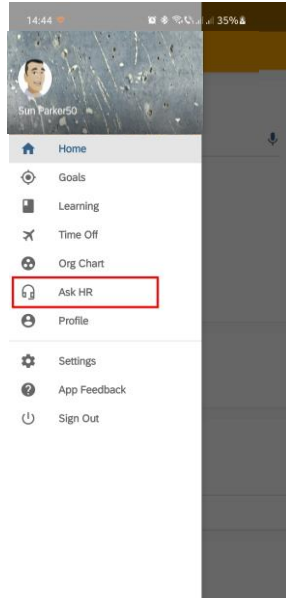 14:44
35%
Sun Parker50
Home
Goals
Learning
Time Off
Org Chart
Ask HR
Profile
Settings
App Feedback
Sign Out